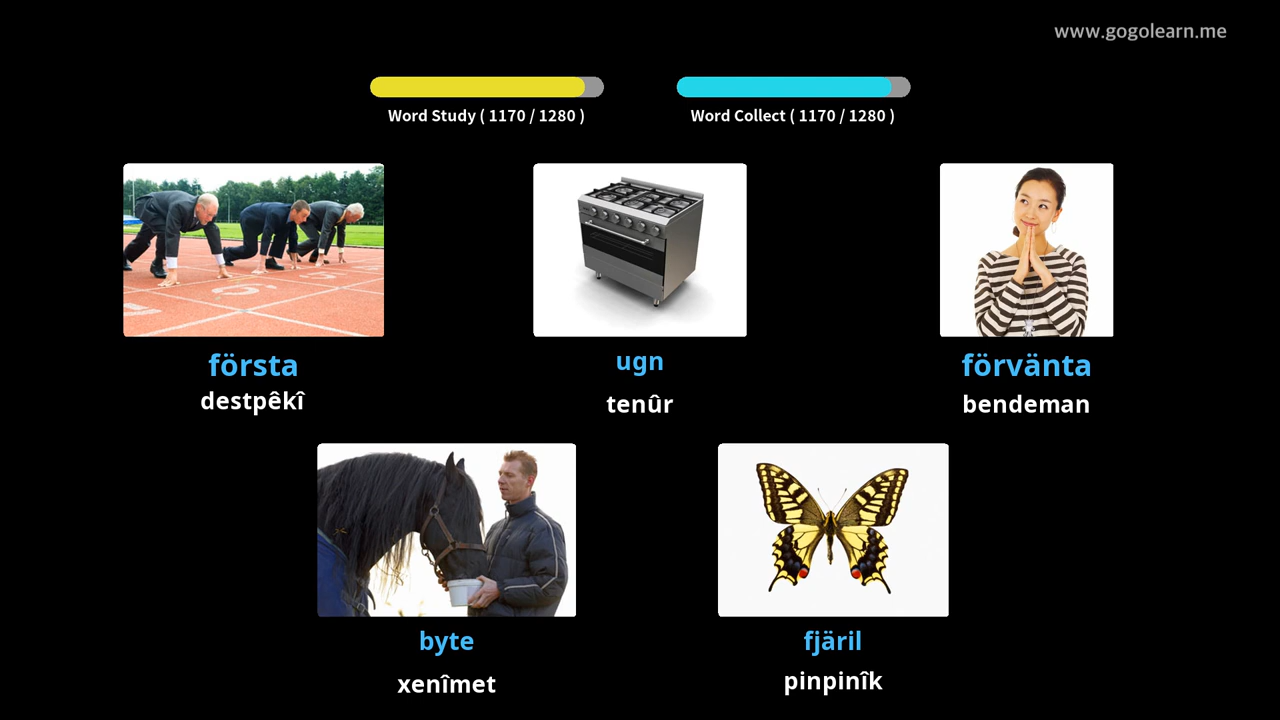 www.gogolearn.me
Word Study ( 1170 / 1280 )
Word Collect ( 1170 / 1280 )
första
destpêkî
ugn
tenûr
förvänta
bendeman
byte
xenîmet
fjäril
pinpinîk